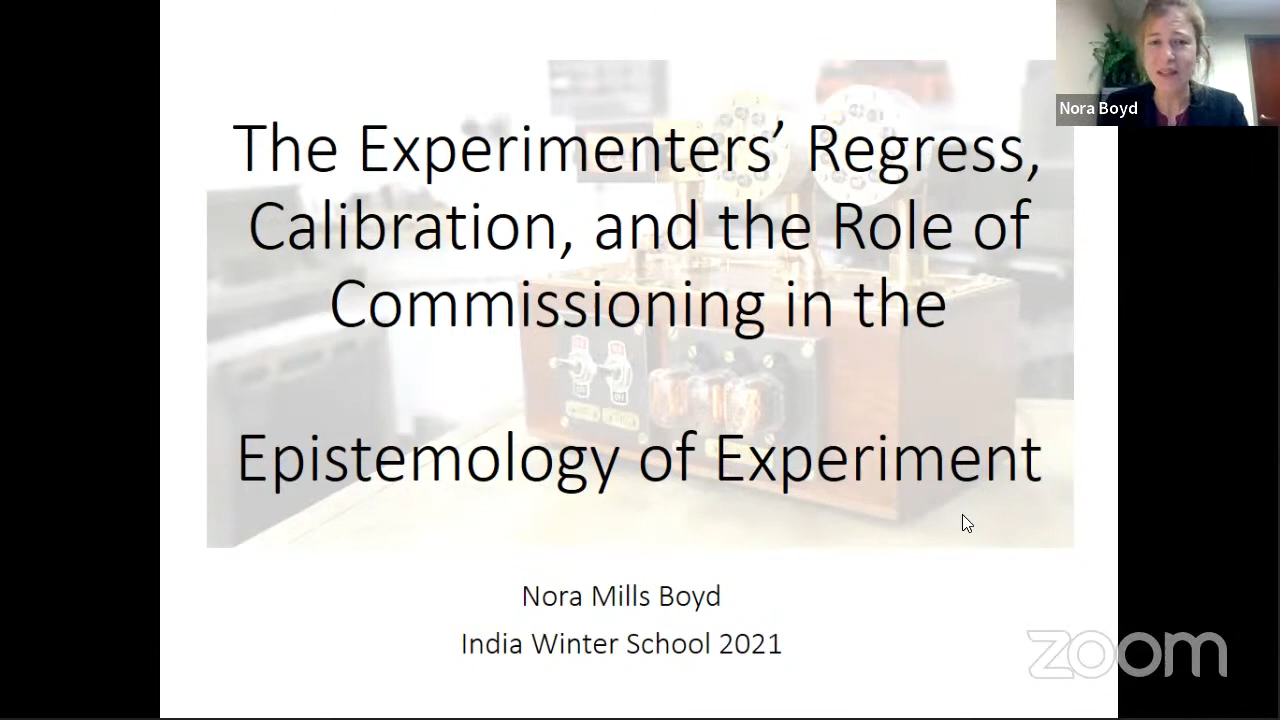 The Experimenters’ Regress,
Calibration, and the Role of
Commissioning in the
Epistemology of Experiment
Nora Mills Boyd
India Winter School 2021
Nora Boyd
zoom